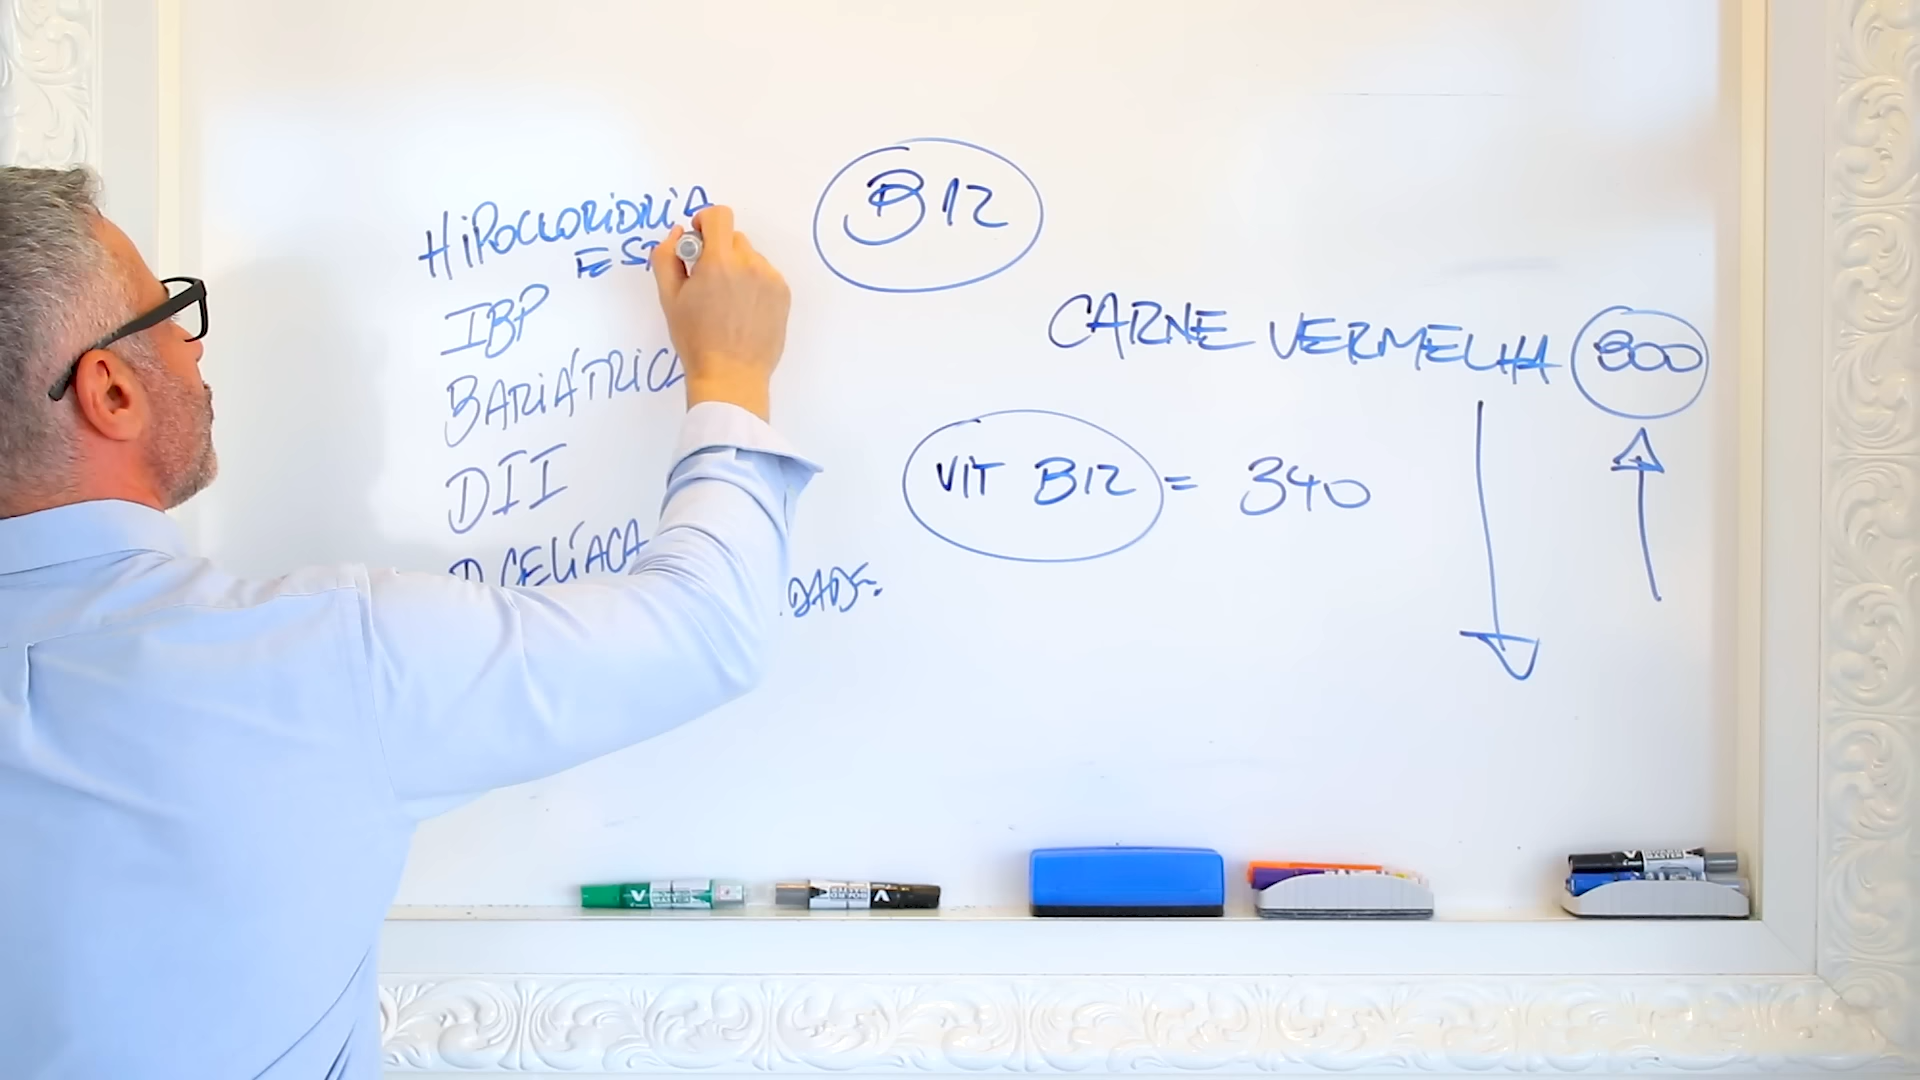 HIPOCLORIDRIA
IBP
BARIÁTRICA
DII
D. CELÍACA
B12
CARNE VERMELHA 800
VIT B12 = 340